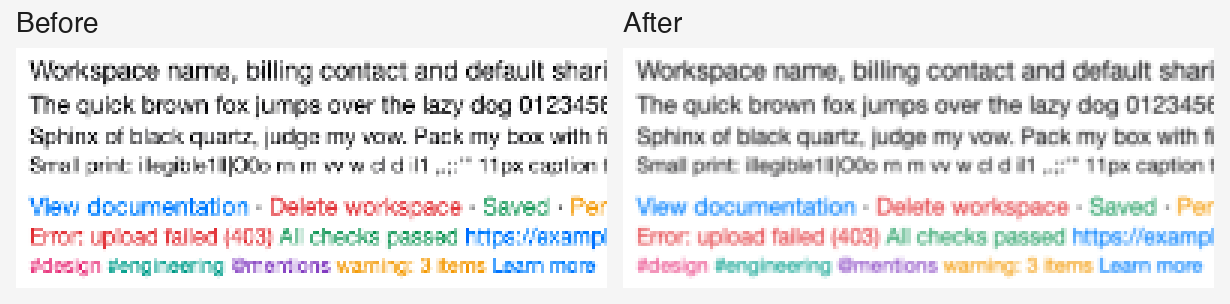 Before
Workspace name, billing contact and default shari
The quick brown fox jumps over the lazy dog 0123456
Sphinx of black quartz, judge my vow. Pack my box with fi
Small print: illegible1Il|O0o rn m vv w cl d il1 .,:;'" 11px caption t
View documentation · Delete workspace · Saved · Per
Error: upload failed (403) All checks passed https://exampl
#design #engineering @mentions warning: 3 items Learn more
After
Workspace name, billing contact and default shari
The quick brown fox jumps over the lazy dog 0123456
Sphinx of black quartz, judge my vow. Pack my box with fi
Small print: illegible1Il|O0o rn m vv w cl d il1 .,:;'" 11px caption t
View documentation · Delete workspace · Saved · Per
Error: upload failed (403) All checks passed https://exampl
#design #engineering @mentions warning: 3 items Learn more